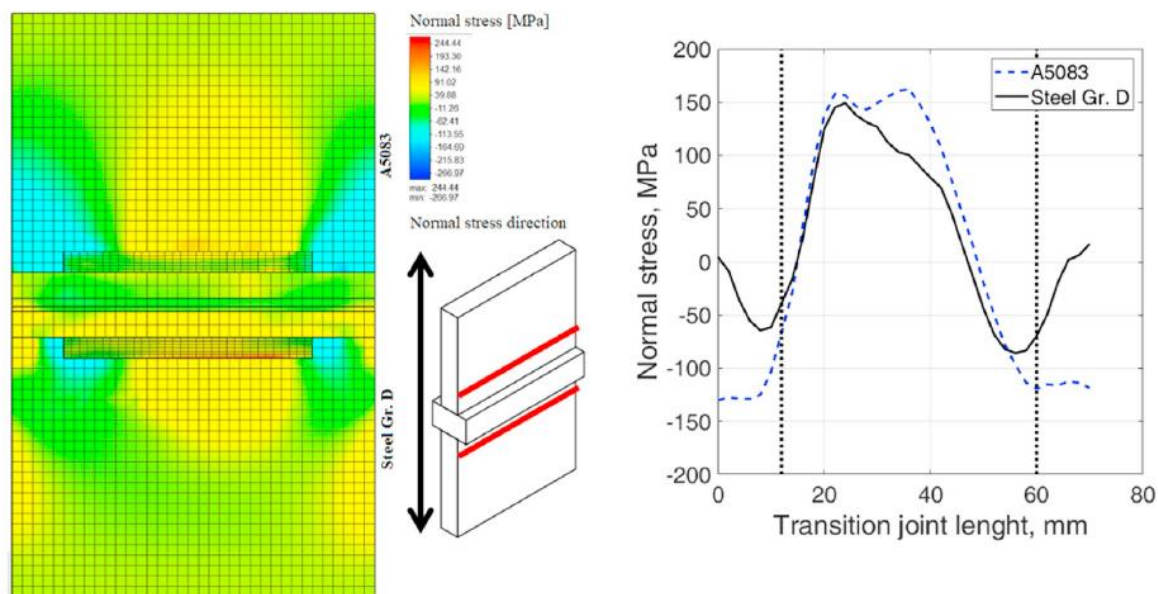 Normal stress [MPa]
244.44
193.30
142.16
91.02
39.88
-11.26
-62.41
-113.55
-164.69
-215.83
-266.97
max: 244.44
min: -266.97
A5083
Normal stress direction
Steel Gr. D
200
150
100
50
0
-50
-100
-150
-200
Normal stress, MPa
A5083
Steel Gr. D
0 20 40 60 80
Transition joint lenght, mm